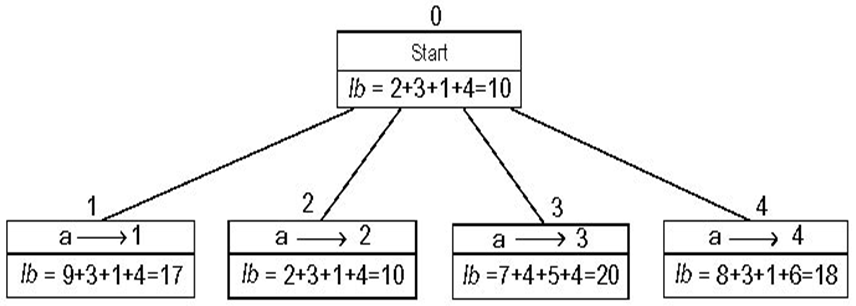 0
Start
lb = 2+3+1+4=10
1
2
3
4
a → 1
a → 2
a → 3
a → 4
lb = 9+3+1+4=17
lb = 2+3+1+4=10
lb =7+4+5+4=20
lb = 8+3+1+6=18